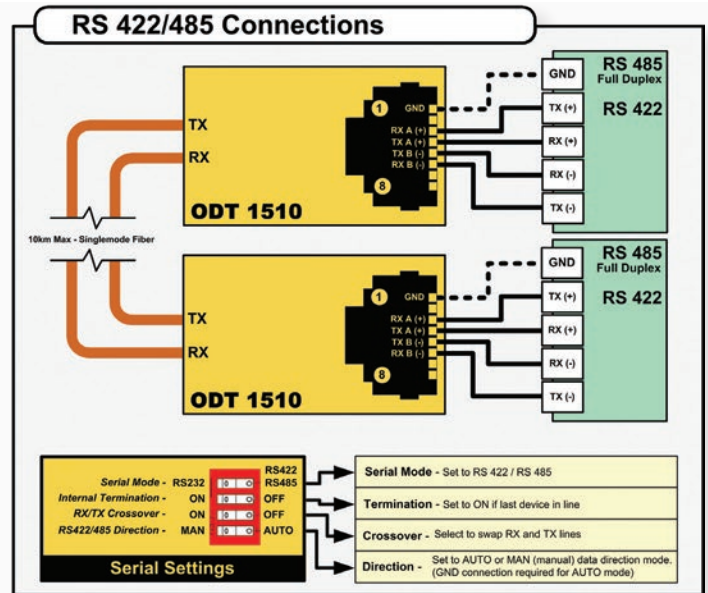 RS 422/485 Connections
TX
RX
ODT 1510
1
GND
RX A (+)
TX A (+)
TX B (-)
RX B (-)
8
GND
TX (+)
RX (+)
RX (-)
TX (-)
RS 485
Full Duplex
RS 422
10km Max - Singlemode Fiber
TX
RX
ODT 1510
1
GND
RX A (+)
TX A (+)
TX B (-)
RX B (-)
8
GND
TX (+)
RX (+)
RX (-)
TX (-)
RS 485
Full Duplex
RS 422
RS422
Serial Mode - RS232 RS485
Internal Termination - ON OFF
RX/TX Crossover - ON OFF
RS422/485 Direction - MAN AUTO
Serial Settings
Serial Mode - Set to RS 422 / RS 485
Termination - Set to ON if last device in line
Crossover - Select to swap RX and TX lines
Direction - Set to AUTO or MAN (manual) data direction mode.
(GND connection required for AUTO mode)